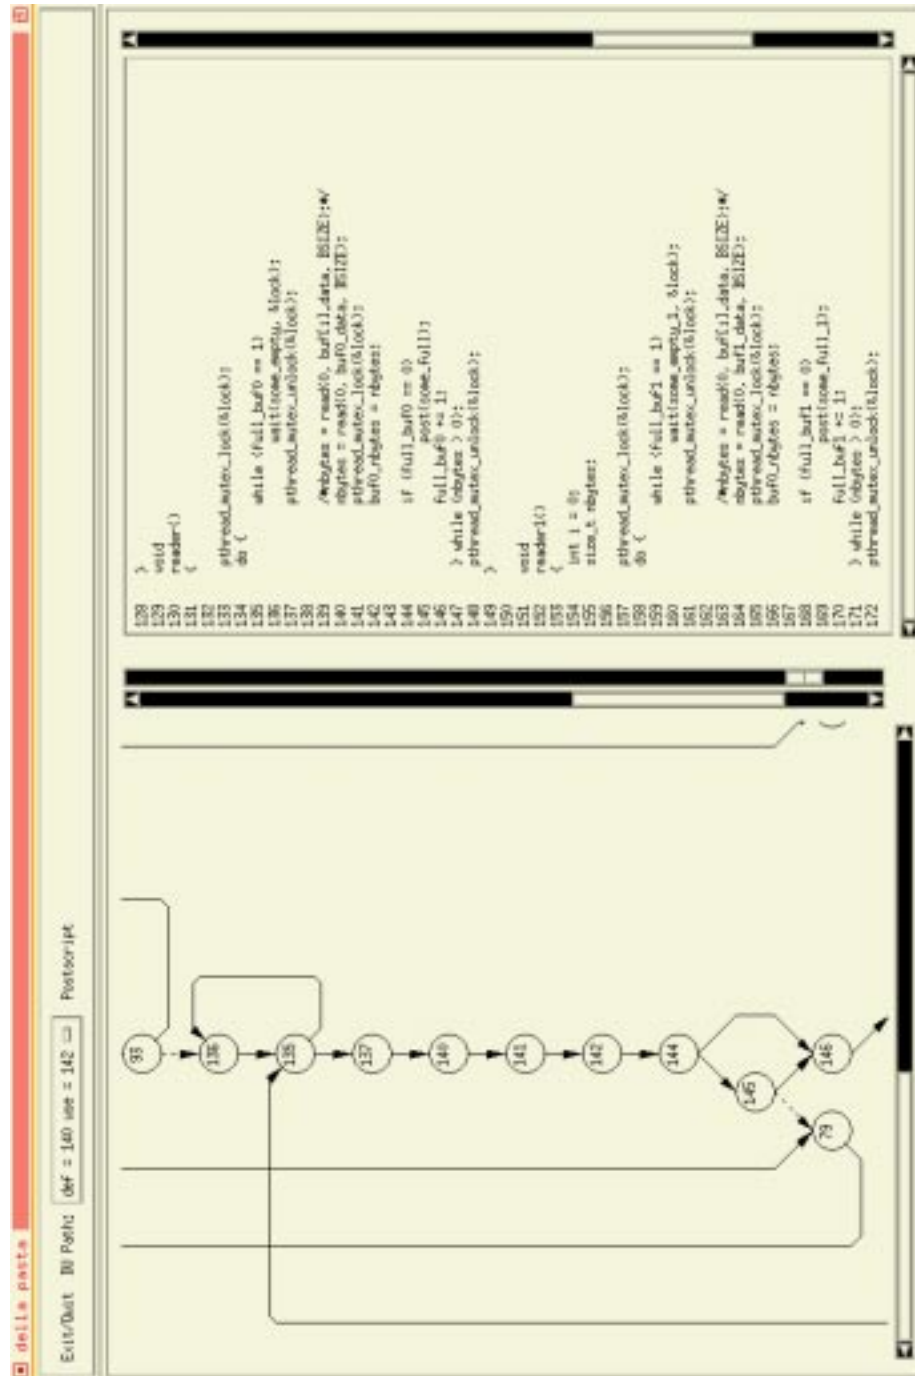 della pasta
Exit/Quit DU Path: def = 140 use = 142 Postscript
93
136
135
137
140
141
142
144
145
79
146
128 }
129 void
130 reader()
131 {
132
133 pthread_mutex_lock(&lock);
134 do {
135 while (full_buf0 == 1)
136 wait(some_empty, &lock);
137 pthread_mutex_unlock(&lock);
138
139 /*nbytes = read(0, buf[i].data, BSIZE);*/
140 nbytes = read(0, buf0_data, BSIZE);
141 pthread_mutex_lock(&lock);
142 buf0_nbytes = nbytes;
143
144 if (full_buf0 == 0)
145 post(some_full);
146 full_buf0 += 1;
147 } while (nbytes > 0);
148 pthread_mutex_unlock(&lock);
149 }
150
151 void
152 reader1()
153 {
154 int i = 0;
155 size_t nbytes;
156
157 pthread_mutex_lock(&lock);
158 do {
159 while (full_buf1 == 1)
160 wait(some_empty_1, &lock);
161 pthread_mutex_unlock(&lock);
162
163 /*nbytes = read(0, buf[i].data, BSIZE);*/
164 nbytes = read(0, buf1_data, BSIZE);
165 pthread_mutex_lock(&lock);
166 buf0_nbytes = nbytes;
167
168 if (full_buf1 == 0)
169 post(some_full_1);
170 full_buf1 += 1;
171 } while (nbytes > 0);
172 pthread_mutex_unlock(&lock);